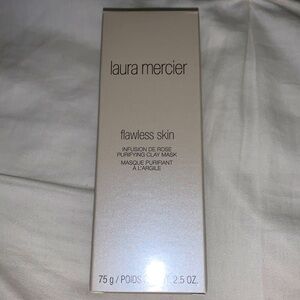 laura mercier
flawless skin
INFUSION DE ROSE
PURIFYING CLAY MASK
MASQUE PURIFIANT
À L'ARGILE
75 g / POIDS 2.5 OZ.